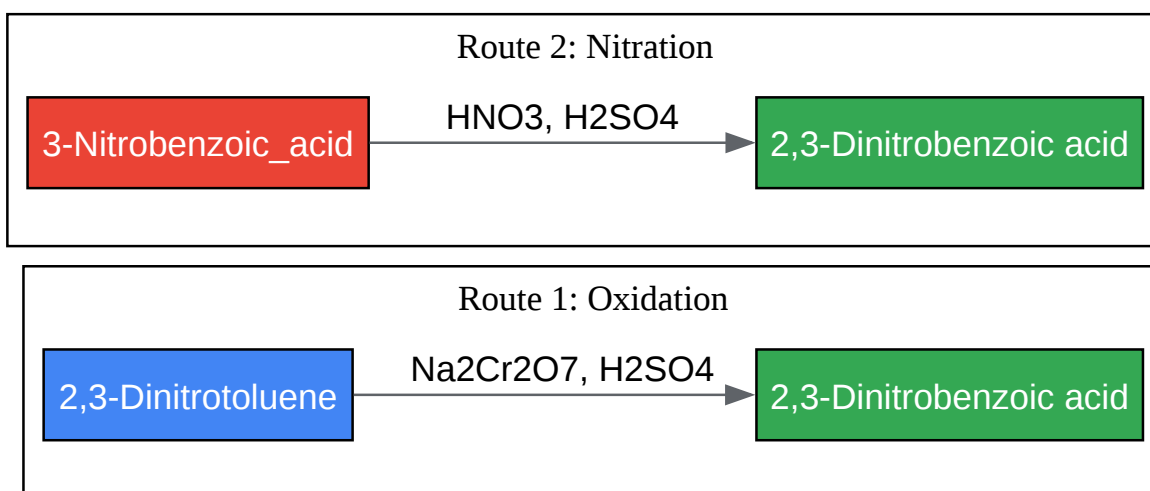 Route 2: Nitration
3-Nitrobenzoic_acid
HNO3, H2SO4
2,3-Dinitrobenzoic acid
Route 1: Oxidation
2,3-Dinitrotoluene
Na2Cr2O7, H2SO4
2,3-Dinitrobenzoic acid